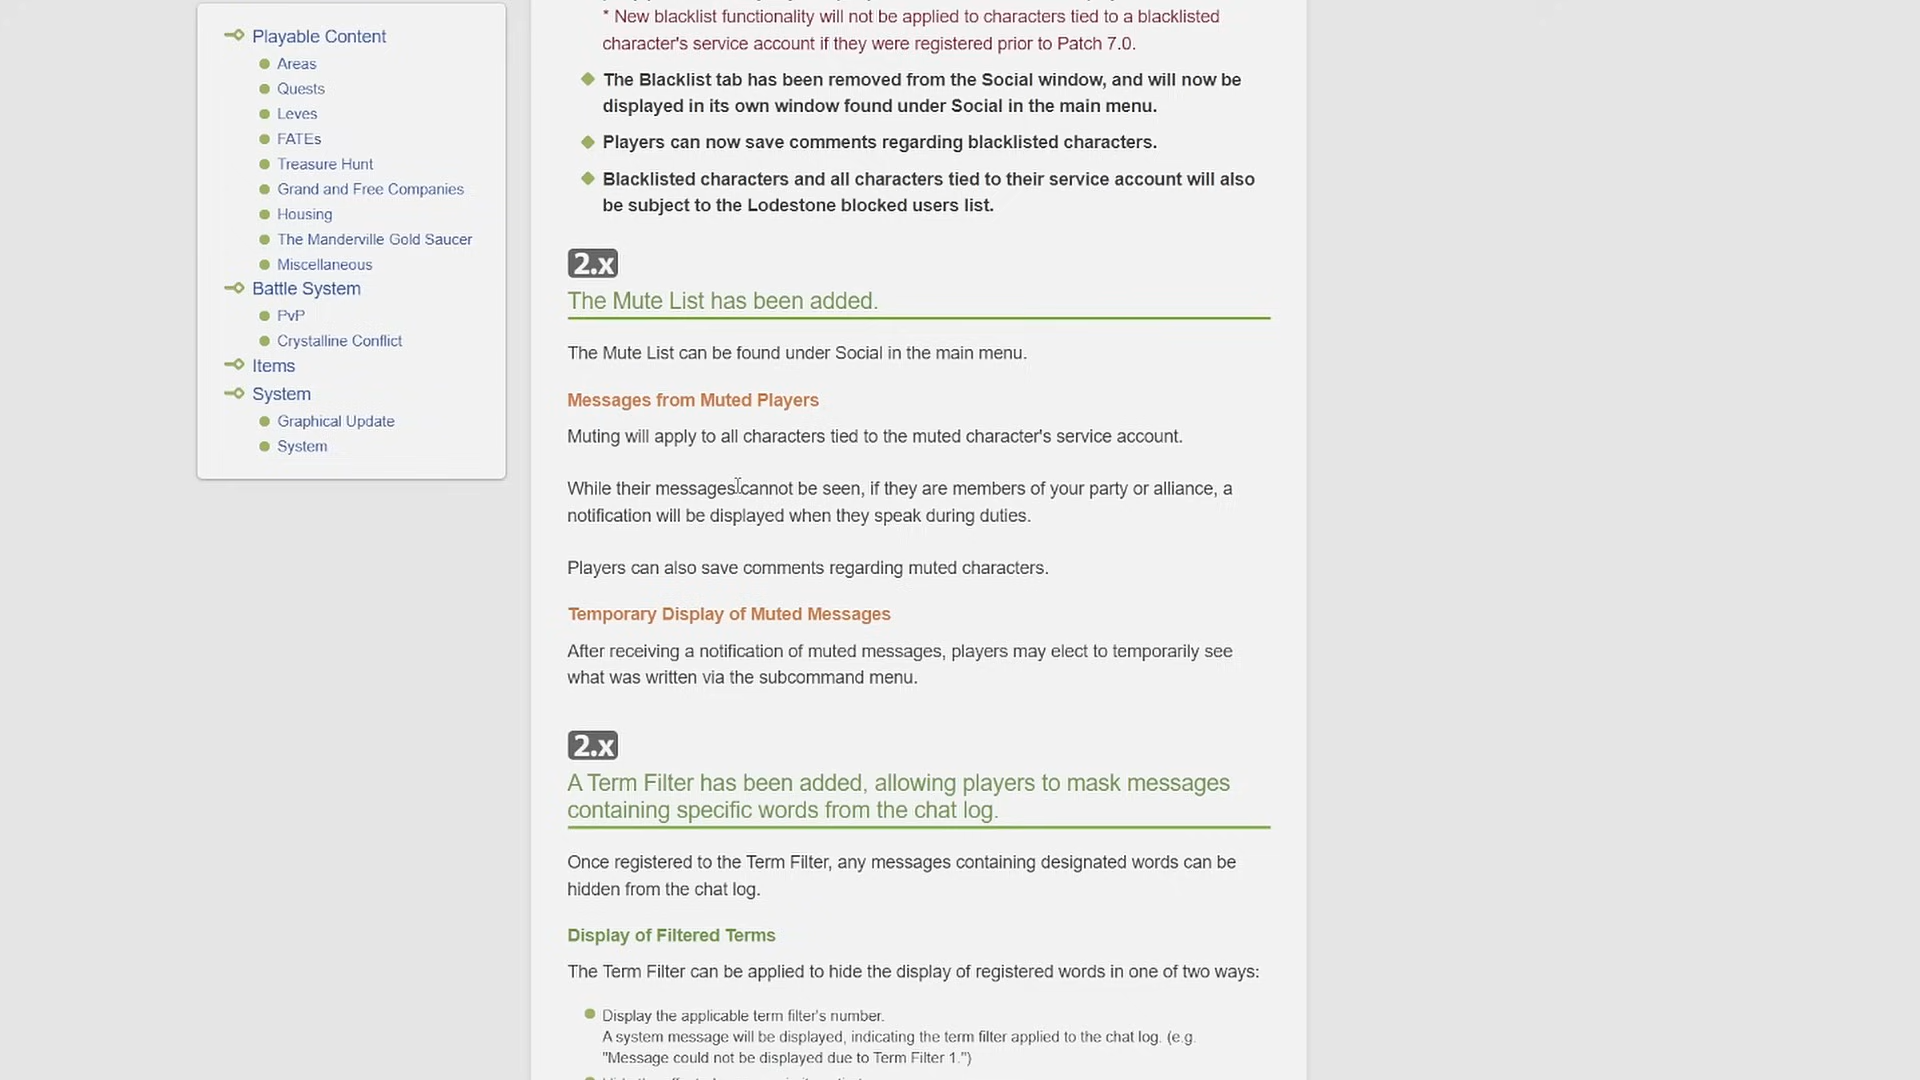 Playable Content
Areas
Quests
Leves
FATEs
Treasure Hunt
Grand and Free Companies
Housing
The Manderville Gold Saucer
Miscellaneous
Battle System
PvP
Crystalline Conflict
Items
System
Graphical Update
System
* New blacklist functionality will not be applied to characters tied to a blacklisted
character's service account if they were registered prior to Patch 7.0.
The Blacklist tab has been removed from the Social window, and will now be
displayed in its own window found under Social in the main menu.
Players can now save comments regarding blacklisted characters.
Blacklisted characters and all characters tied to their service account will also
be subject to the Lodestone blocked users list.
2.x
The Mute List has been added.
The Mute List can be found under Social in the main menu.
Messages from Muted Players
Muting will apply to all characters tied to the muted character's service account.
While their messages cannot be seen, if they are members of your party or alliance, a
notification will be displayed when they speak during duties.
Players can also save comments regarding muted characters.
Temporary Display of Muted Messages
After receiving a notification of muted messages, players may elect to temporarily see
what was written via the subcommand menu.
2.x
A Term Filter has been added, allowing players to mask messages
containing specific words from the chat log.
Once registered to the Term Filter, any messages containing designated words can be
hidden from the chat log.
Display of Filtered Terms
The Term Filter can be applied to hide the display of registered words in one of two ways:
Display the applicable term filter's number.
A system message will be displayed, indicating the term filter applied to the chat log. (e.g.
"Message could not be displayed due to Term Filter 1.")